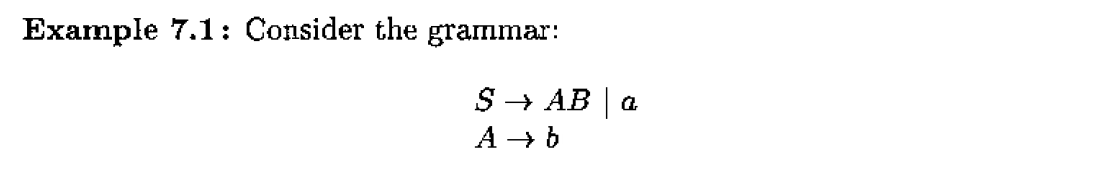 Example 7.1: Consider the grammar:
S → AB | a
A → b